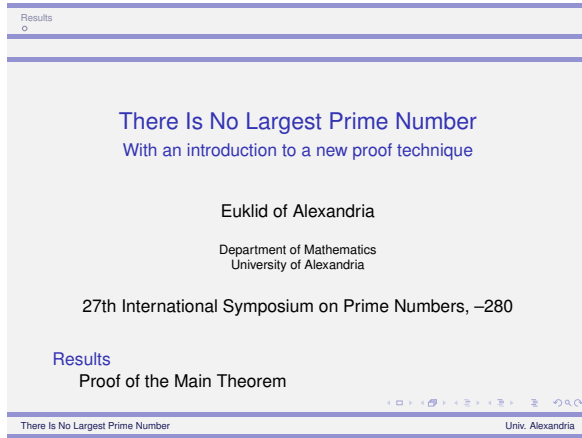 Results
There Is No Largest Prime Number
With an introduction to a new proof technique
Euklid of Alexandria
Department of Mathematics
University of Alexandria
27th International Symposium on Prime Numbers, –280
Results
Proof of the Main Theorem
There Is No Largest Prime Number Univ. Alexandria